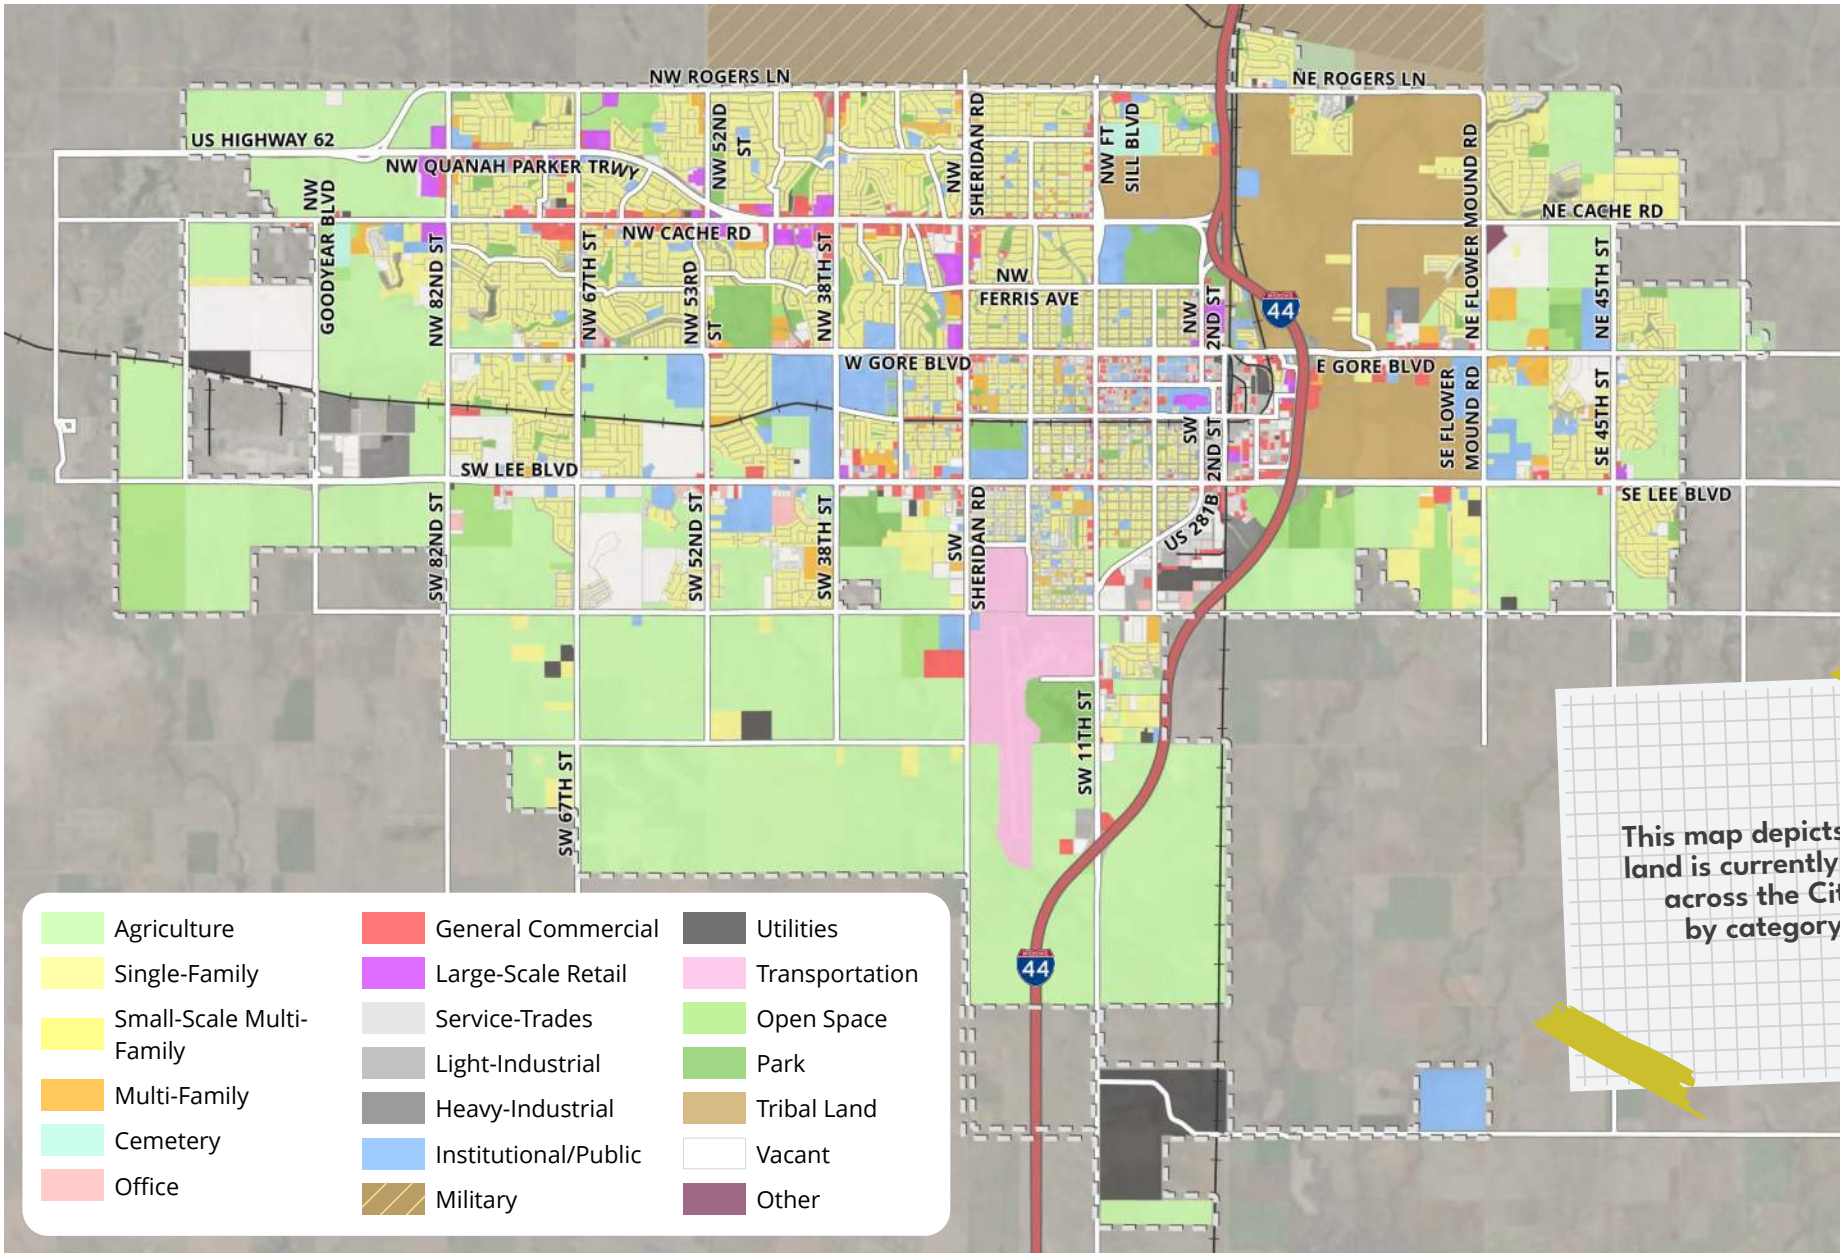 NW ROGERS LN
NE ROGERS LN
US HIGHWAY 62
NW QUANAH PARKER TRWY
NW 52ND
ST
NW
SHERIDAN RD
NW FT
SILL BLVD
NE FLOWER MOUND RD
NW
GOODYEAR BLVD
NW 82ND ST
NW CACHE RD
NE CACHE RD
NW 67TH ST
NW 53RD
ST
NW 38TH ST
NW
FERRIS AVE
NW
2ND ST
44
NE 45TH ST
W GORE BLVD
E GORE BLVD
SE FLOWER
MOUND RD
SE 45TH ST
SW
2ND ST
SW LEE BLVD
SE LEE BLVD
SW 82ND ST
SW 52ND ST
SW 38TH ST
SW
SHERIDAN RD
US 281B
SW 11TH ST
SW 67TH ST
44
This map depicts
land is currently
across the Cit
by category
Agriculture
Single-Family
Small-Scale Multi-
Family
Multi-Family
Cemetery
Office
General Commercial
Large-Scale Retail
Service-Trades
Light-Industrial
Heavy-Industrial
Institutional/Public
Military
Utilities
Transportation
Open Space
Park
Tribal Land
Vacant
Other